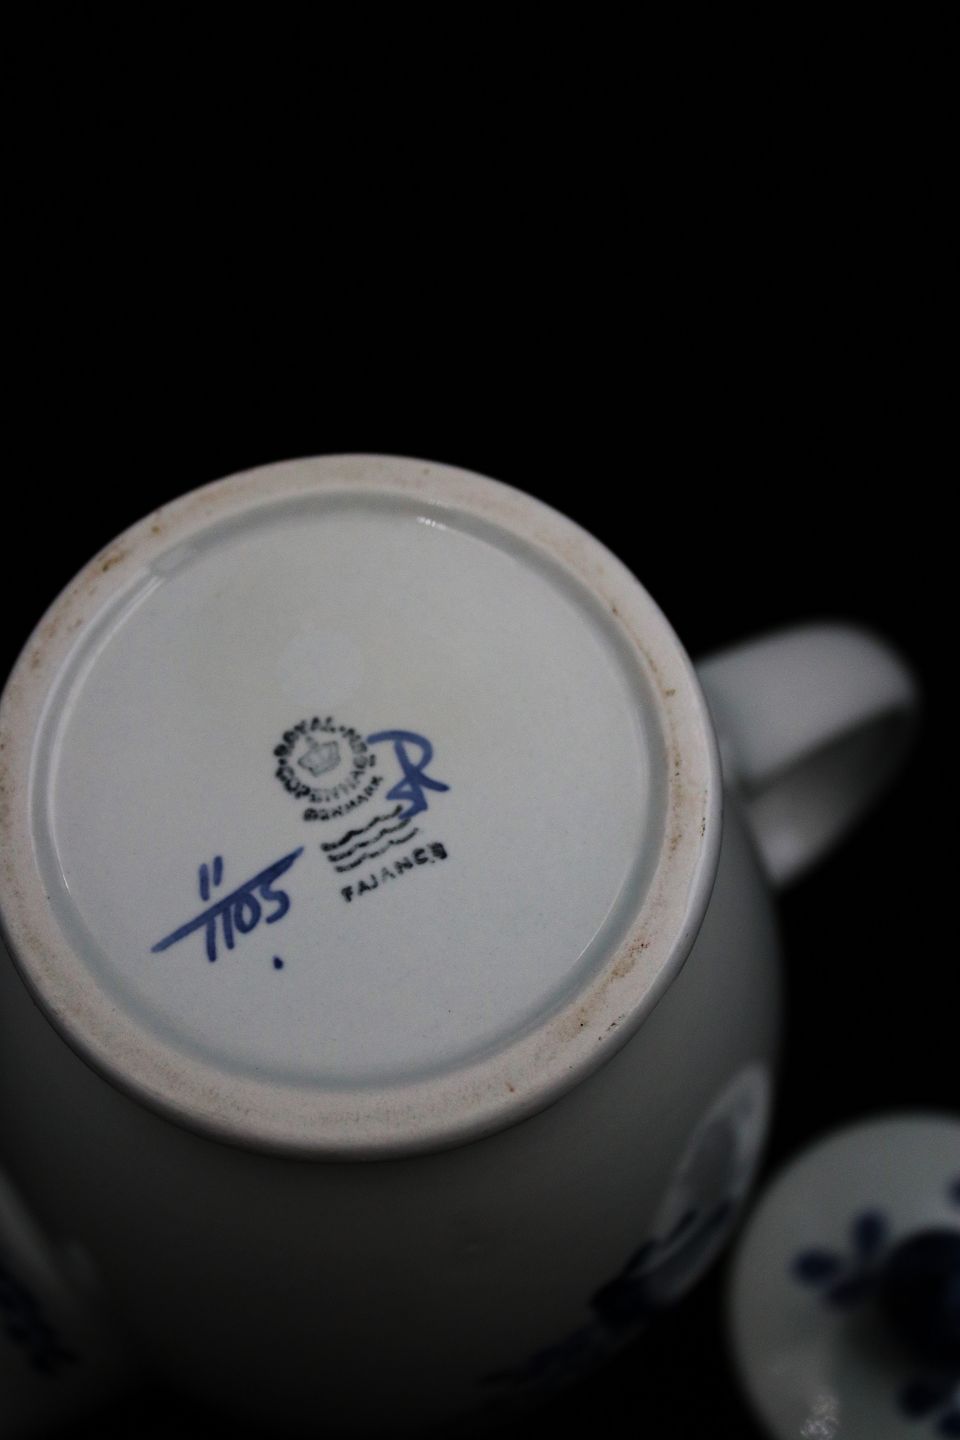 ROYAL COPENHAGEN
DENMARK
FAJANCE
11
1105